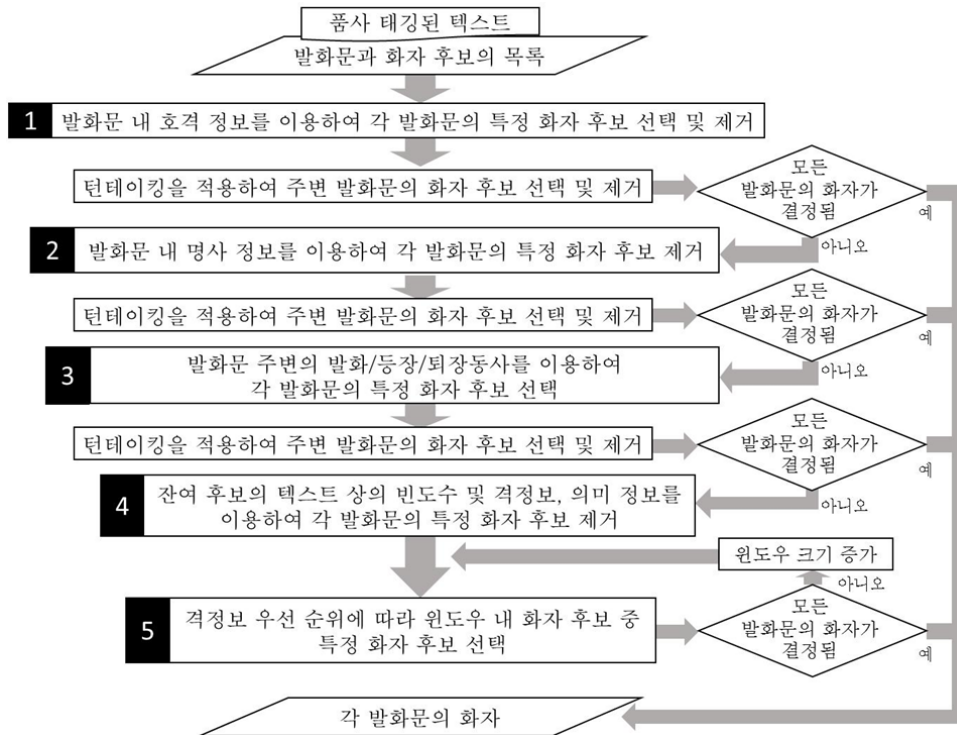 품사 태깅된 텍스트
발화문과 화자 후보의 목록
1 발화문 내 호격 정보를 이용하여 각 발화문의 특정 화자 후보 선택 및 제거
턴테이킹을 적용하여 주변 발화문의 화자 후보 선택 및 제거
모든
발화문의 화자가
결정됨
예
아니오
2 발화문 내 명사 정보를 이용하여 각 발화문의 특정 화자 후보 제거
턴테이킹을 적용하여 주변 발화문의 화자 후보 선택 및 제거
모든
발화문의 화자가
결정됨
예
아니오
3 발화문 주변의 발화/등장/퇴장동사를 이용하여
각 발화문의 특정 화자 후보 선택
턴테이킹을 적용하여 주변 발화문의 화자 후보 선택 및 제거
모든
발화문의 화자가
결정됨
예
아니오
4 잔여 후보의 텍스트 상의 빈도수 및 격정보, 의미 정보를
이용하여 각 발화문의 특정 화자 후보 제거
윈도우 크기 증가
아니오
5 격정보 우선 순위에 따라 윈도우 내 화자 후보 중
특정 화자 후보 선택
모든
발화문의 화자가
결정됨
예
각 발화문의 화자